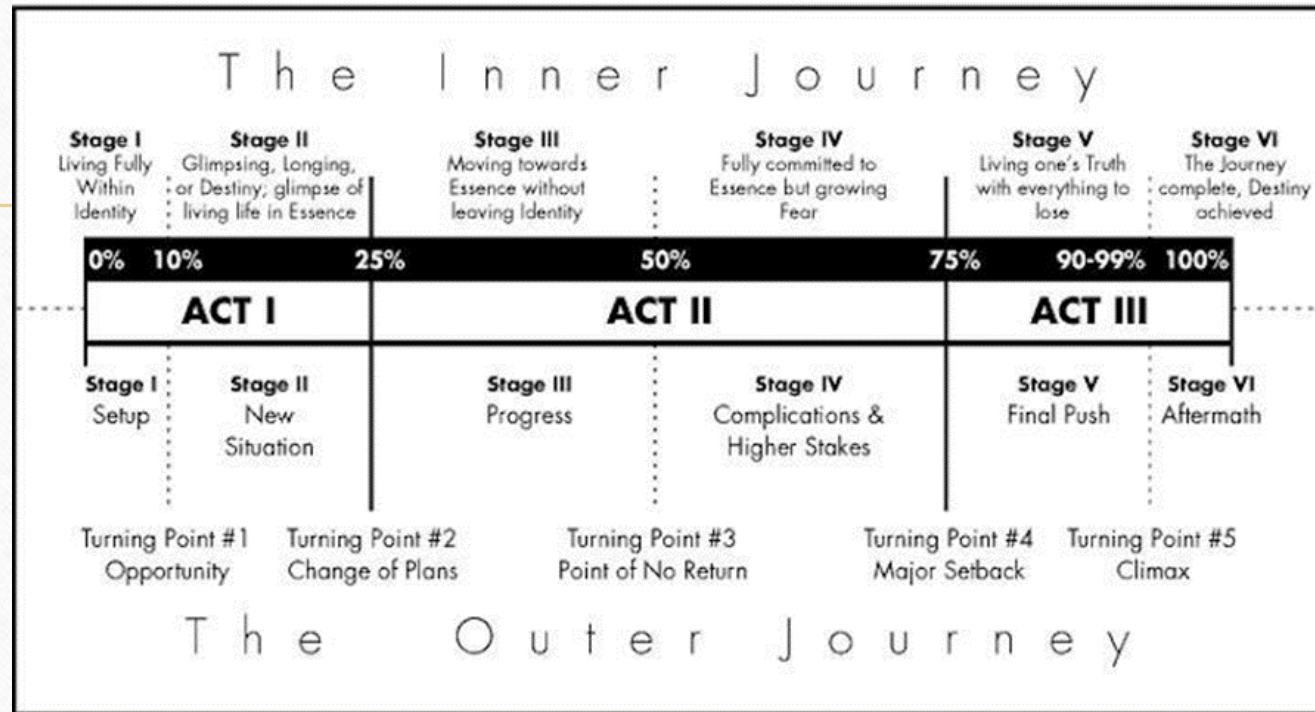 The Inner Journey
Stage I
Living Fully
Within
Identity
Stage II
Glimpsing, Longing,
or Destiny; glimpse of
living life in Essence
Stage III
Moving towards
Essence without
leaving Identity
Stage IV
Fully committed to
Essence but growing
Fear
Stage V
Living one's Truth
with everything to
lose
Stage VI
The Journey
complete, Destiny
achieved
0% 10% 25% 50% 75% 90-99% 100%
ACT I ACT II ACT III
Stage I
Setup
Stage II
New
Situation
Stage III
Progress
Stage IV
Complications &
Higher Stakes
Stage V
Final Push
Stage VI
Aftermath
Turning Point #1
Opportunity
Turning Point #2
Change of Plans
Turning Point #3
Point of No Return
Turning Point #4
Major Setback
Turning Point #5
Climax
The Outer Journey